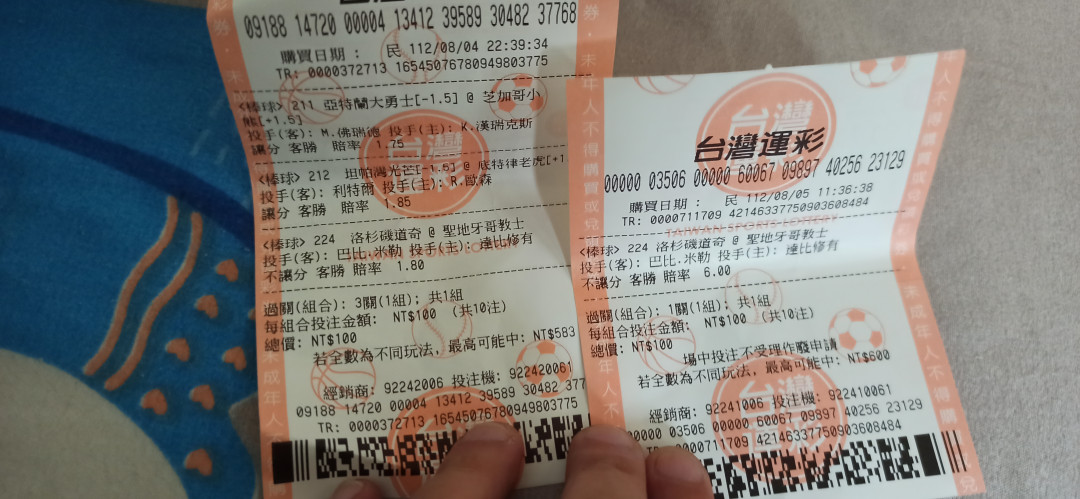 09188 14720 00004 13412 39589 30482 37768
購買日期： 民 112/08/04 22:39:34
TR: 0000372713 16545076780949803775
<棒球> 211 亞特蘭大勇士[-1.5] @ 芝加哥小
熊[+1.5]
投手(客): M.佛瑞德 投手(主): K.漢瑞克斯
讓分 客勝 賠率 1.75
<棒球> 212 坦帕灣光芒[-1.5] @ 底特律老虎[+1
投手(客): 利特爾 投手(主): R.歐森
讓分 客勝 賠率 1.85
<棒球> 224 洛杉磯道奇 @ 聖地牙哥教士
投手(客): 巴比.米勒 投手(主): 達比修有
不讓分 客勝 賠率 1.80
過關(組合): 3關(1組); 共1組
每組合投注金額: NT$100 (共10注)
總價: NT$100
若全數為不同玩法，最高可能中: NT$583
經銷商: 92242006 投注機: 922420061
09188 14720 00004 13412 39589 30482 377
TR: 0000372713 16545076780949803775
台灣
台灣運彩
00000 03506 00000 60067 09897 40256 23129
購買日期： 民 112/08/05 11:36:38
TR: 0000711709 42146337750903608484
TAIWAN SPORTS LOTTERY
<棒球> 224 洛杉磯道奇 @ 聖地牙哥教士
投手(客): 巴比.米勒 投手(主): 達比修有
不讓分 客勝 賠率 6.00
過關(組合): 1關(1組); 共1組
每組合投注金額: NT$100 (共10注)
總價: NT$100
場中投注不受理作廢申請
若全數為不同玩法，最高可能中: NT$600
經銷商: 92241006 投注機: 922410061
0000 03506 00000 60067 09897 40256 23129
0000711709 42146337750903608484